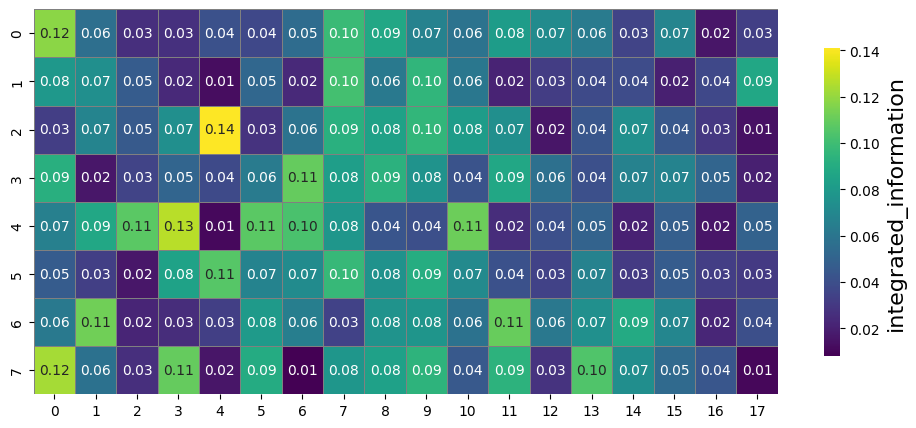 0 0.12 0.06 0.03 0.03 0.04 0.04 0.05 0.10 0.09 0.07 0.06 0.08 0.07 0.06 0.03 0.07 0.02 0.03
1 0.08 0.07 0.05 0.02 0.01 0.05 0.02 0.10 0.06 0.10 0.06 0.02 0.03 0.04 0.04 0.02 0.04 0.09
2 0.03 0.07 0.05 0.07 0.14 0.03 0.06 0.09 0.08 0.10 0.08 0.07 0.02 0.04 0.07 0.04 0.03 0.01
3 0.09 0.02 0.03 0.05 0.04 0.06 0.11 0.08 0.09 0.08 0.04 0.09 0.06 0.04 0.07 0.07 0.05 0.02
4 0.07 0.09 0.11 0.13 0.01 0.11 0.10 0.08 0.04 0.04 0.11 0.02 0.04 0.05 0.02 0.05 0.02 0.05
5 0.05 0.03 0.02 0.08 0.11 0.07 0.07 0.10 0.08 0.09 0.07 0.04 0.03 0.07 0.03 0.05 0.03 0.03
6 0.06 0.11 0.02 0.03 0.03 0.08 0.06 0.03 0.08 0.08 0.06 0.11 0.06 0.07 0.09 0.07 0.02 0.04
7 0.12 0.06 0.03 0.11 0.02 0.09 0.01 0.08 0.08 0.09 0.04 0.09 0.03 0.10 0.07 0.05 0.04 0.01
0 1 2 3 4 5 6 7 8 9 10 11 12 13 14 15 16 17
0.14
0.12
0.10
0.08
0.06
0.04
0.02
integrated_information